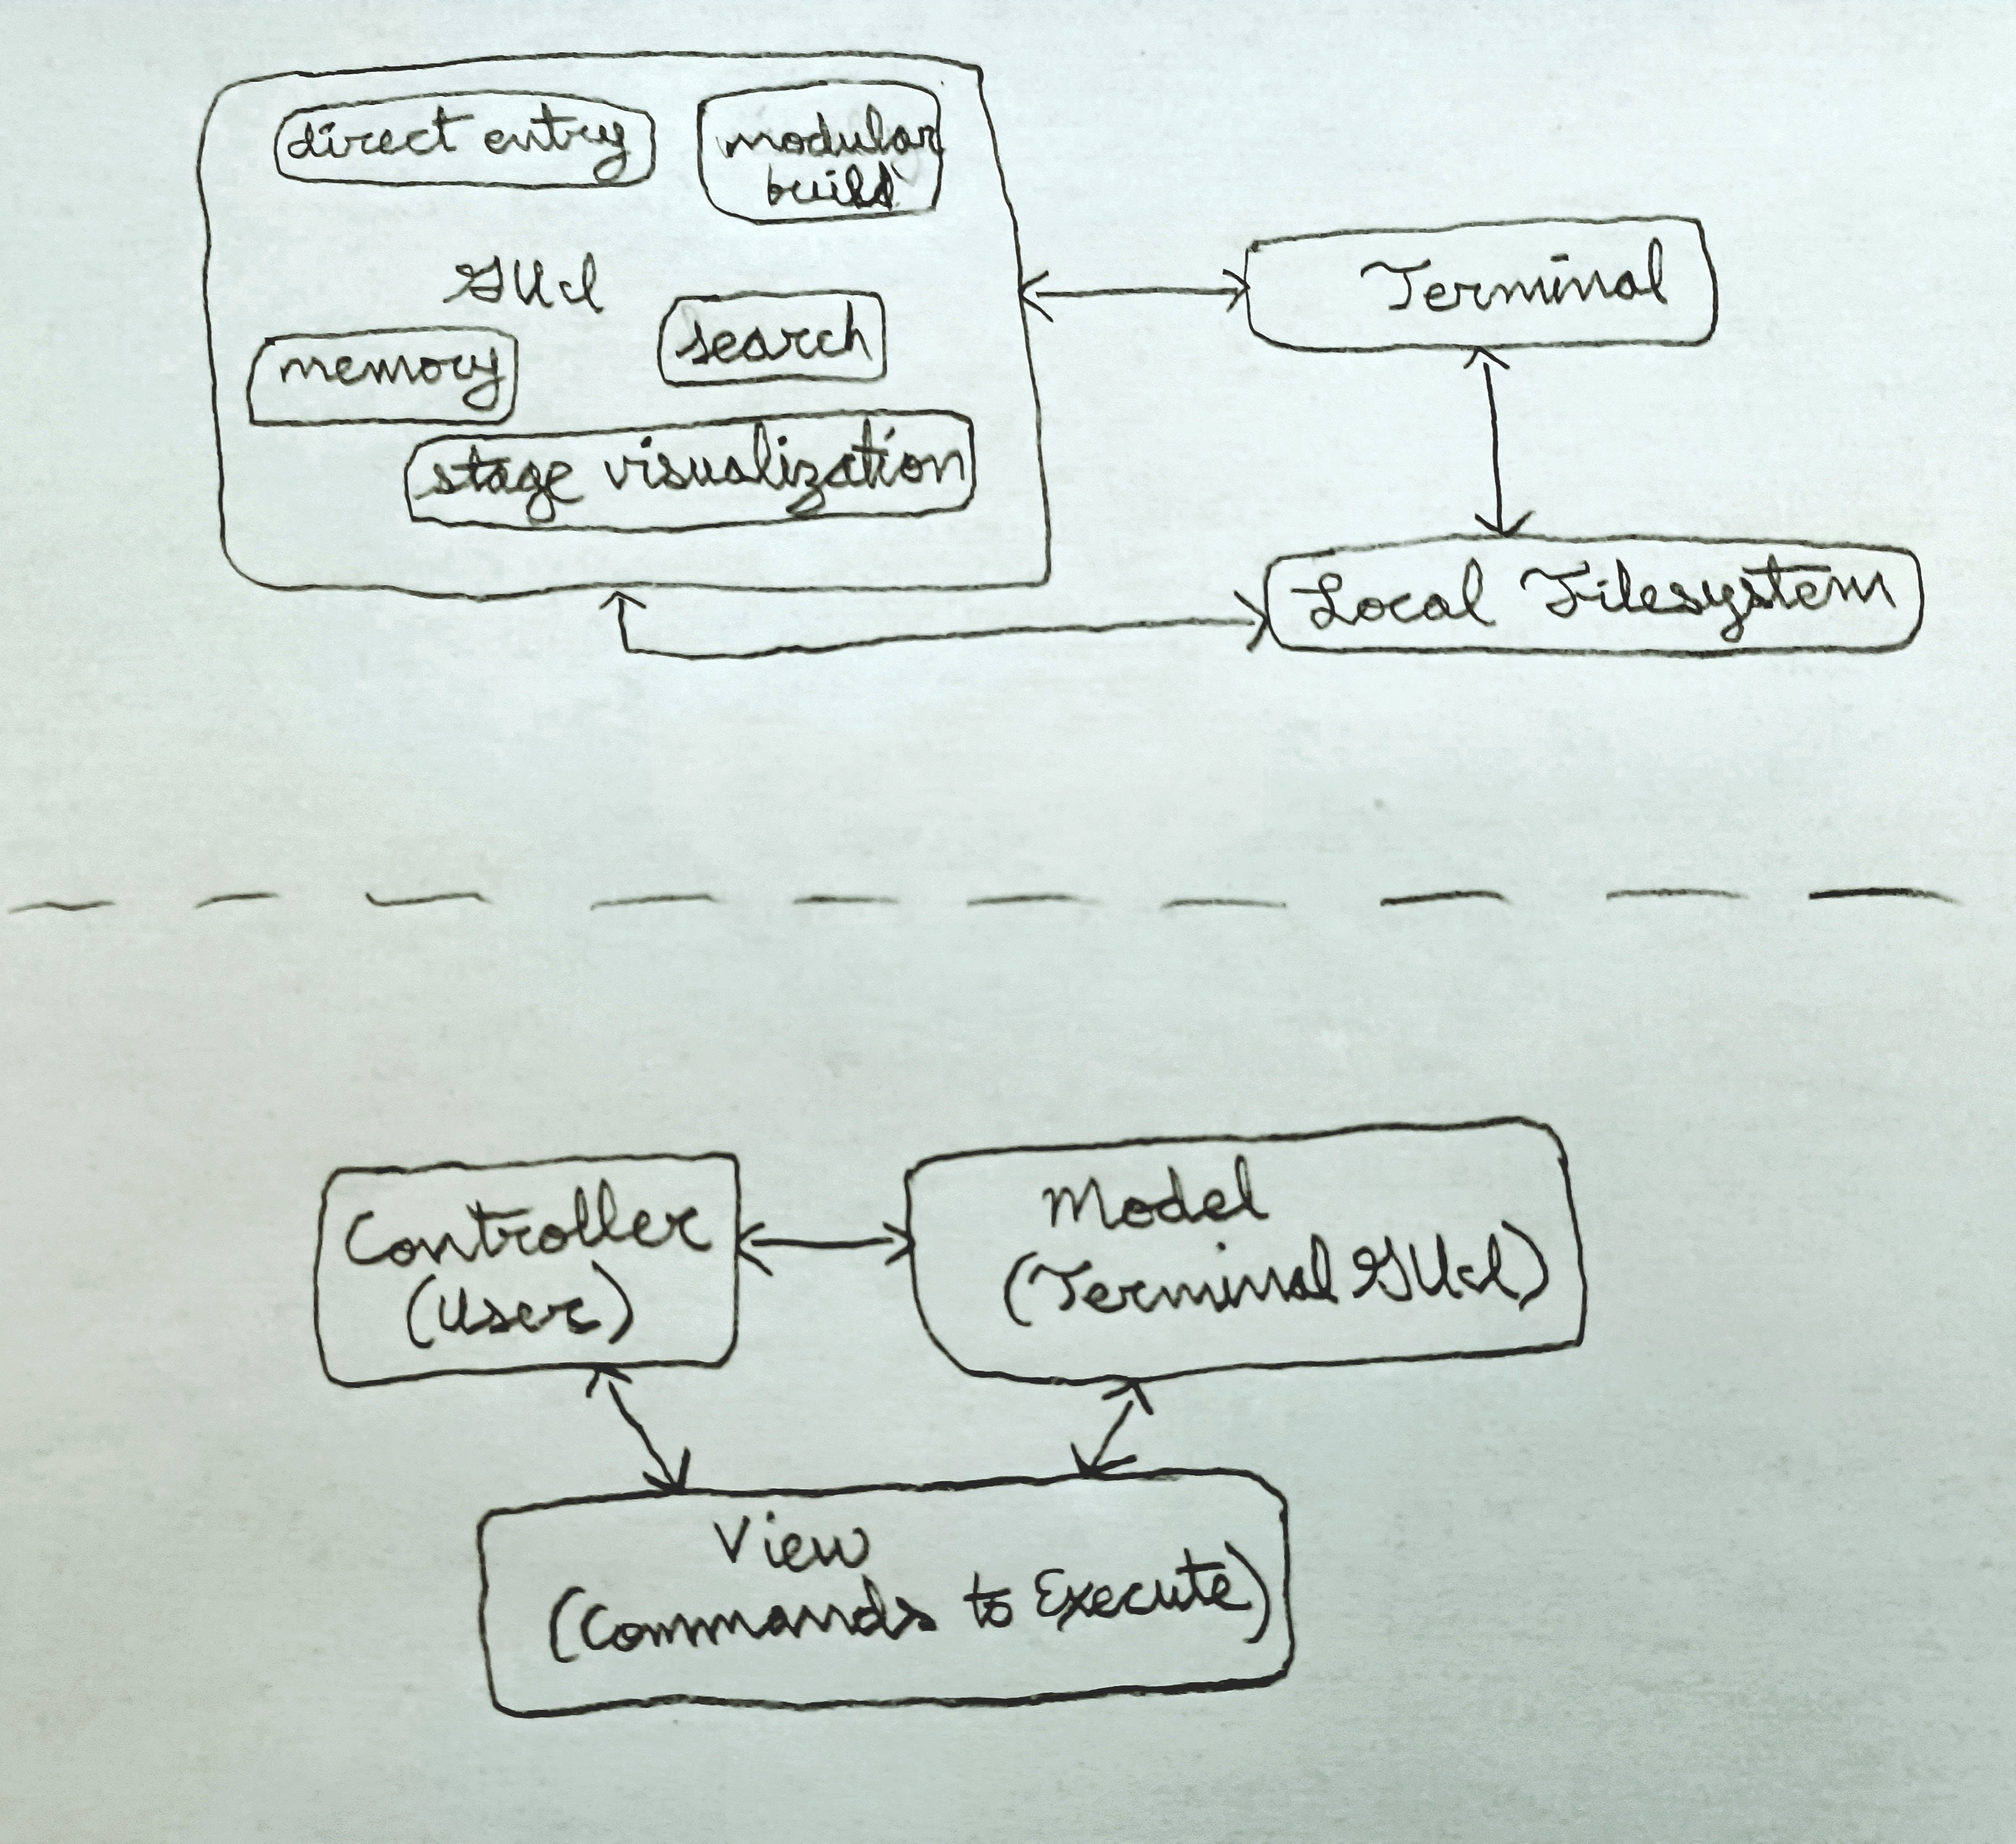 direct entry
modular
build
GUI
search
memory
stage visualization
Terminal
Local Filesystem
Controller
(User)
Model
(Terminal GUI)
View
(Commands to Execute)